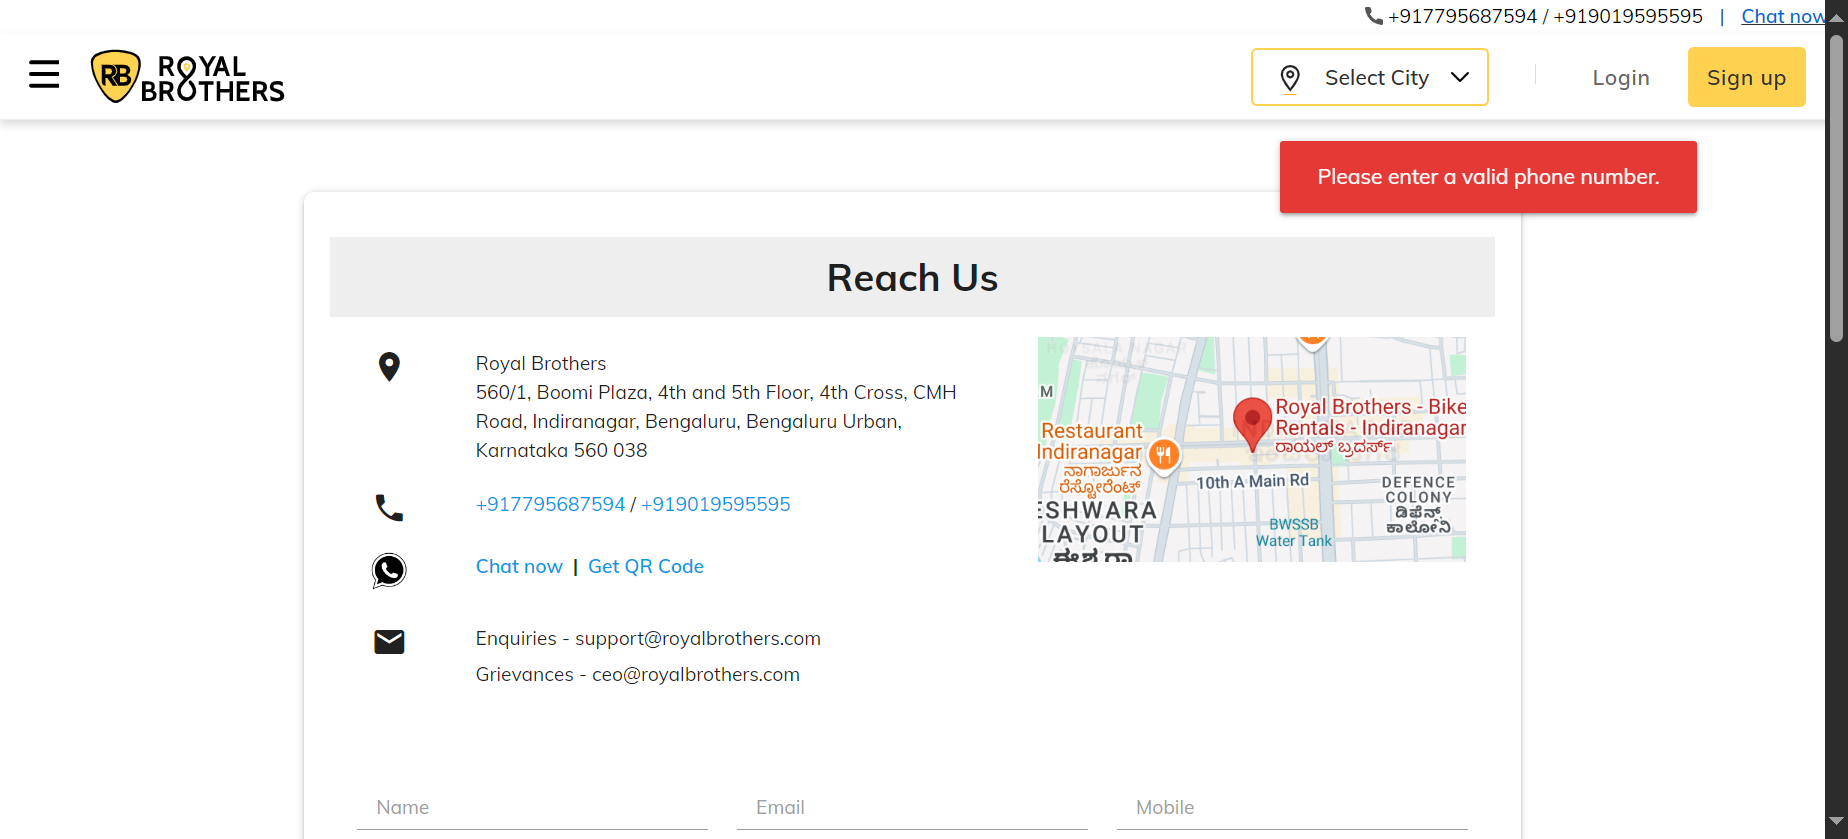 +917795687594 / +919019595595 | Chat now
RB ROYAL BROTHERS
Select City
Login
Sign up
Please enter a valid phone number.
Reach Us
Royal Brothers
560/1, Boomi Plaza, 4th and 5th Floor, 4th Cross, CMH
Road, Indiranagar, Bengaluru, Bengaluru Urban,
Karnataka 560 038
+917795687594 / +919019595595
Chat now | Get QR Code
Enquiries - support@royalbrothers.com
Grievances - ceo@royalbrothers.com
HOYSALA NAGAR
M
Royal Brothers - Bike
Rentals - Indiranagar
ರಾಯಲ್ ಬ್ರದರ್ಸ್
Restaurant
Indiranagar
ನಾಗಾರ್ಜುನ
ರೆಸ್ಟೋರೆಂಟ್
10th A Main Rd
DEFENCE
COLONY
ಡಿಫೆನ್ಸ್
ಕಾಲೋನಿ
ESHWARA
LAYOUT
BWSSB
Water Tank
Name
Email
Mobile